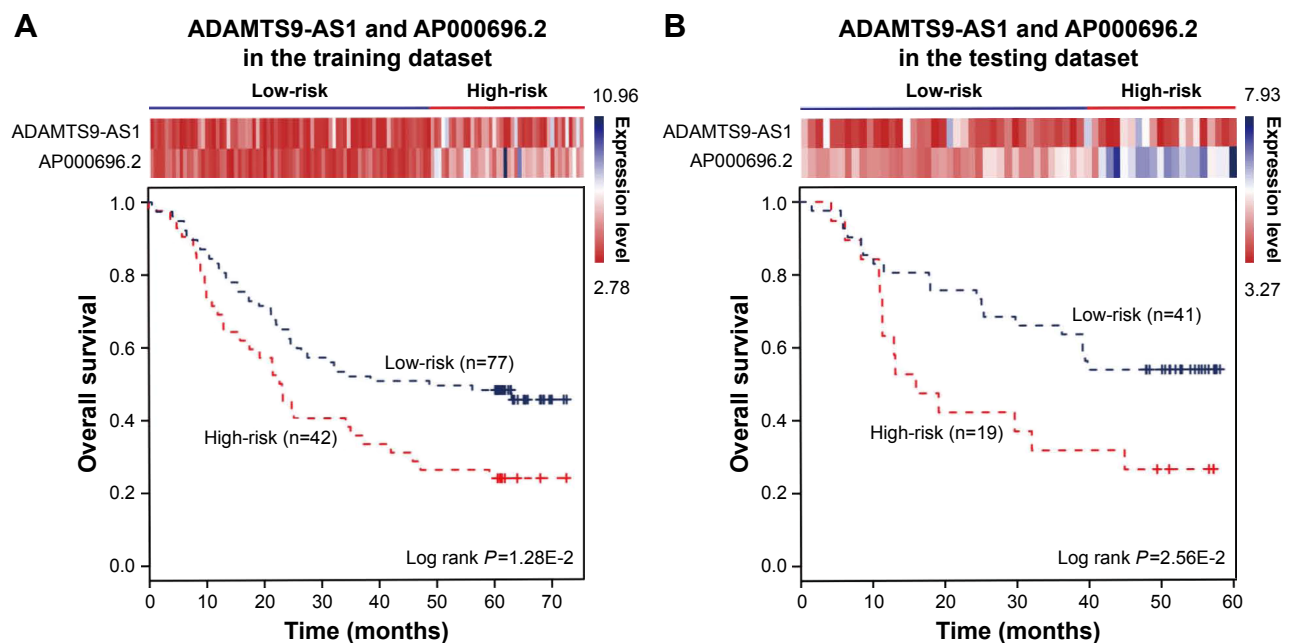 A
ADAMTS9-AS1 and AP000696.2
in the training dataset
Low-risk
High-risk
10.96
ADAMTS9-AS1
AP000696.2
Expression level
2.78
1.0
0.8
0.6
0.4
0.2
0.0
Overall survival
Low-risk (n=77)
High-risk (n=42)
Log rank P=1.28E-2
0 10 20 30 40 50 60 70
Time (months)
B
ADAMTS9-AS1 and AP000696.2
in the testing dataset
Low-risk
High-risk
7.93
ADAMTS9-AS1
AP000696.2
Expression level
3.27
1.0
0.8
0.6
0.4
0.2
0.0
Overall survival
Low-risk (n=41)
High-risk (n=19)
Log rank P=2.56E-2
0 10 20 30 40 50 60
Time (months)